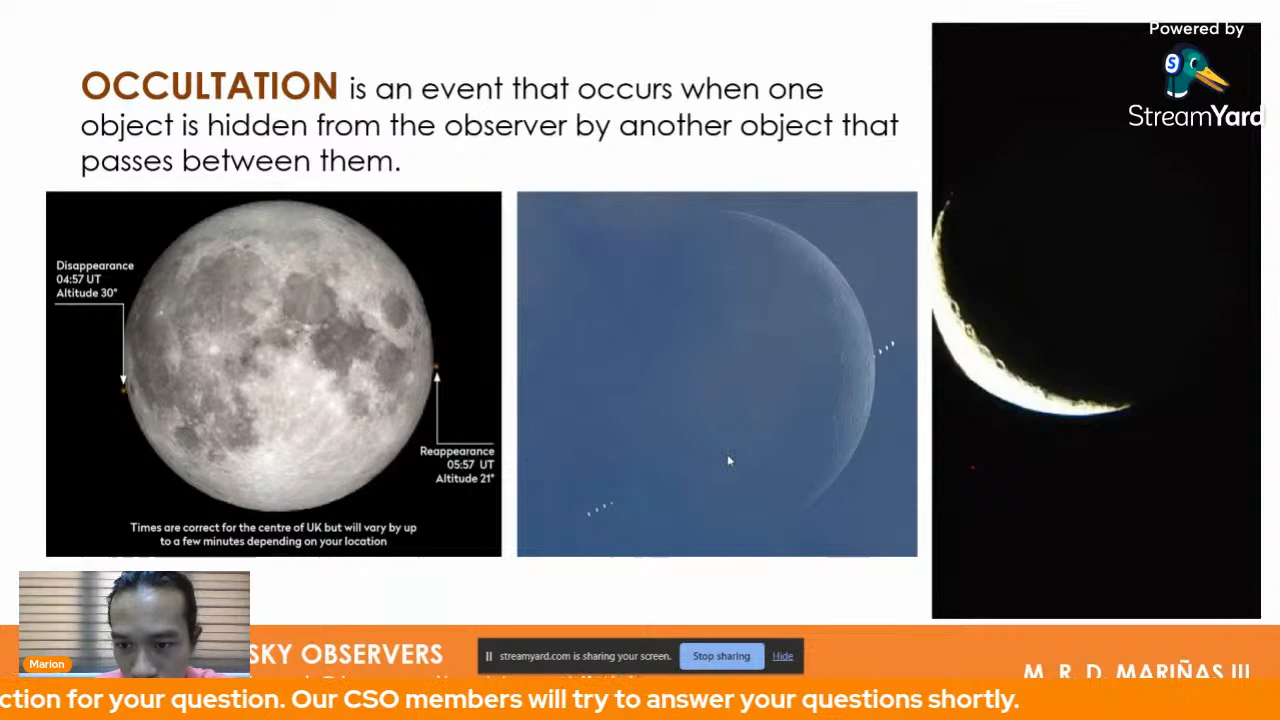 Powered by
StreamYard
OCCULTATION is an event that occurs when one
object is hidden from the observer by another object that
passes between them.
Disappearance
04:57 UT
Altitude 30°
Reappearance
05:57 UT
Altitude 21°
Times are correct for the centre of UK but will vary by up
to a few minutes depending on your location
Marion
SKY OBSERVERS
streamyard.com is sharing your screen.
Stop sharing
Hide
M. R. D. MARIÑAS III
ction for your question. Our CSO members will try to answer your questions shortly.